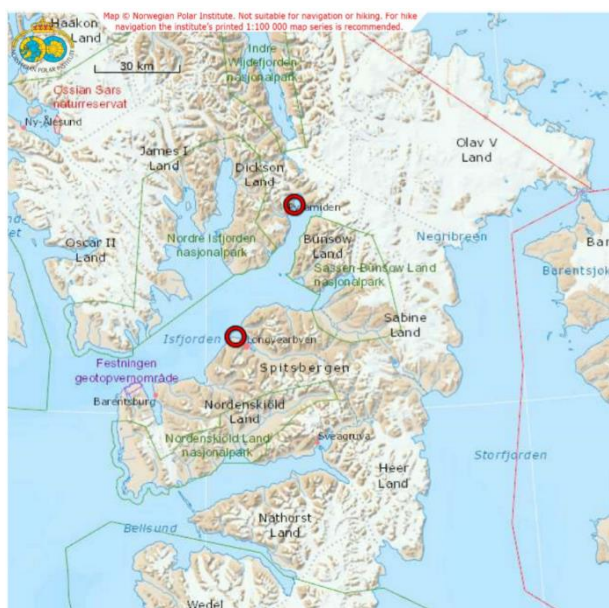 Map © Norwegian Polar Institute. Not suitable for navigation or hiking. For hike
navigation the institute's printed 1:100 000 map series is recommended.
Haakon
Land
30 km
Indre
Wijdefjorden
nasjonalpark
Ossian Sars
naturreservat
Ny-Ålesund
James I
Land
Olav V
Land
Dickson
Land
Oscar II
Land
Nordre Isfjorden
nasjonalpark
Bünsow
Land
Negribreen
Sassen-Bünsow Land
nasjonalpark
Isfjorden
Longyearbyen
Sabine
Land
Festningen
geotopvernområde
Spitsbergen
Barentsburg
Nordenskiöld
Land
Nordenskiöld Land
nasjonalpark
Sveagruva
Heer
Land
Storfjorden
Nathorst
Land
Bellsund
Wedel